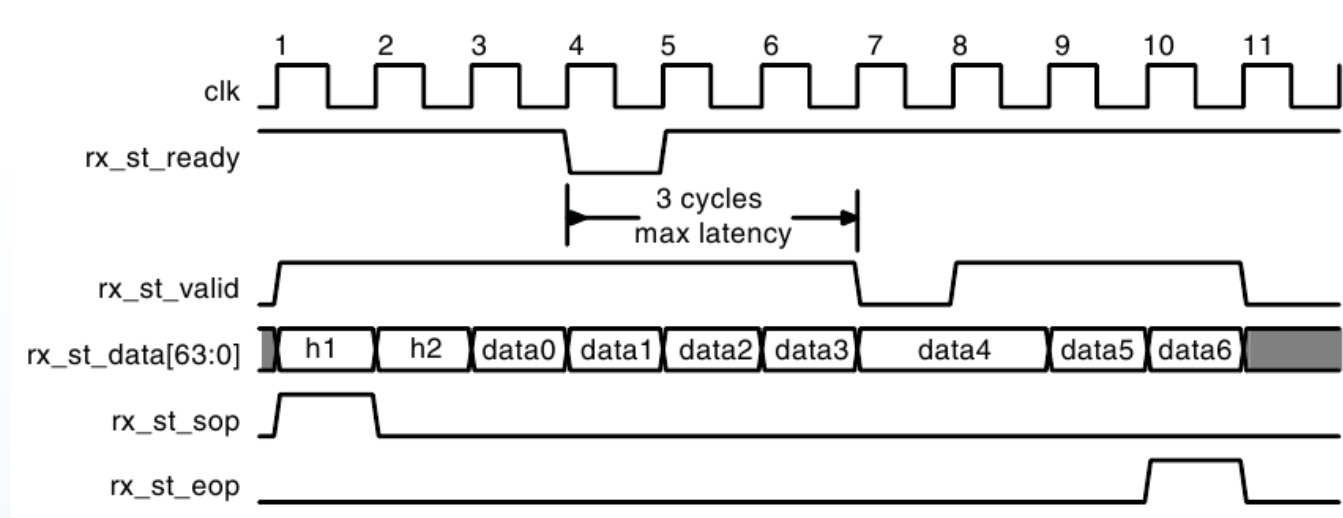 1 2 3 4 5 6 7 8 9 10 11
clk
rx_st_ready
3 cycles
max latency
rx_st_valid
rx_st_data[63:0] h1 h2 data0 data1 data2 data3 data4 data5 data6
rx_st_sop
rx_st_eop